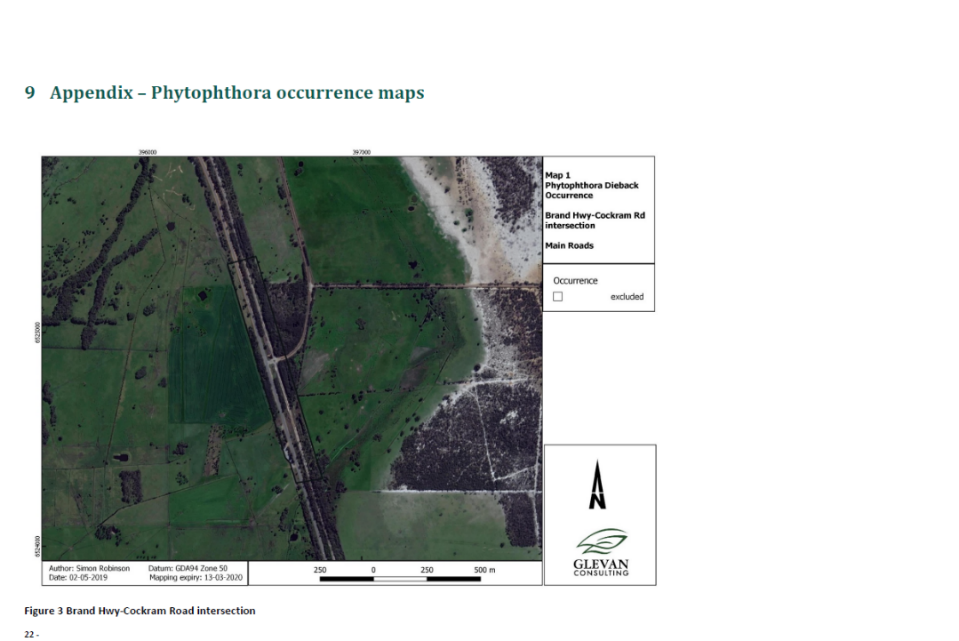 9 Appendix – Phytophthora occurrence maps
396000 397000
Map 1
Phytophthora Dieback
Occurrence
Brand Hwy-Cockram Rd
intersection
Main Roads
Occurrence
excluded
6525000
6524000
N
GLEVAN
CONSULTING
Author: Simon Robinson Datum: GDA94 Zone 50
Date: 02-05-2019 Mapping expiry: 13-03-2020
250 0 250 500 m
Figure 3 Brand Hwy-Cockram Road intersection
22 -